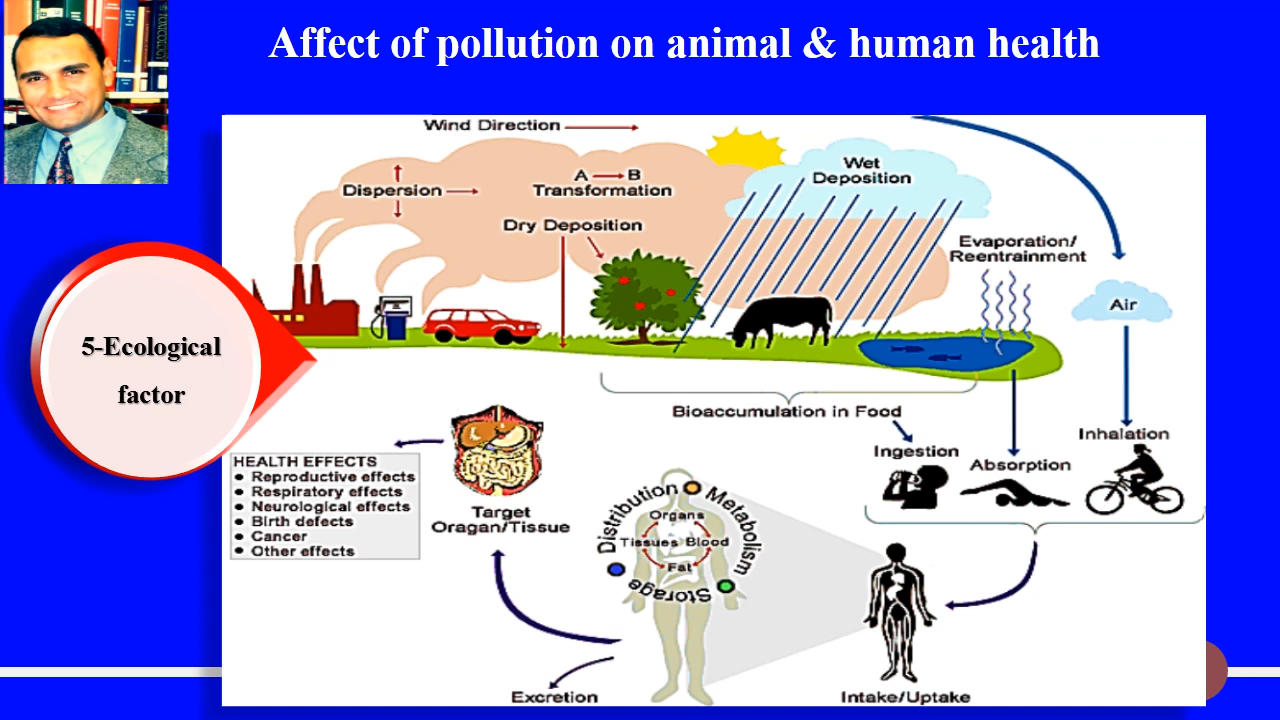 TOXICOLOGY
Affect of pollution on animal & human health
Wind Direction
Dispersion
A → B
Transformation
Dry Deposition
Wet
Deposition
Evaporation/
Reentrainment
Air
5-Ecological
factor
Bioaccumulation in Food
Ingestion
Absorption
Inhalation
HEALTH EFFECTS
● Reproductive effects
● Respiratory effects
● Neurological effects
● Birth defects
● Cancer
● Other effects
Target
Oragan/Tissue
Distribution
Metabolism
Storage
Organs
Tissues Blood
Fat
Excretion
Intake/Uptake